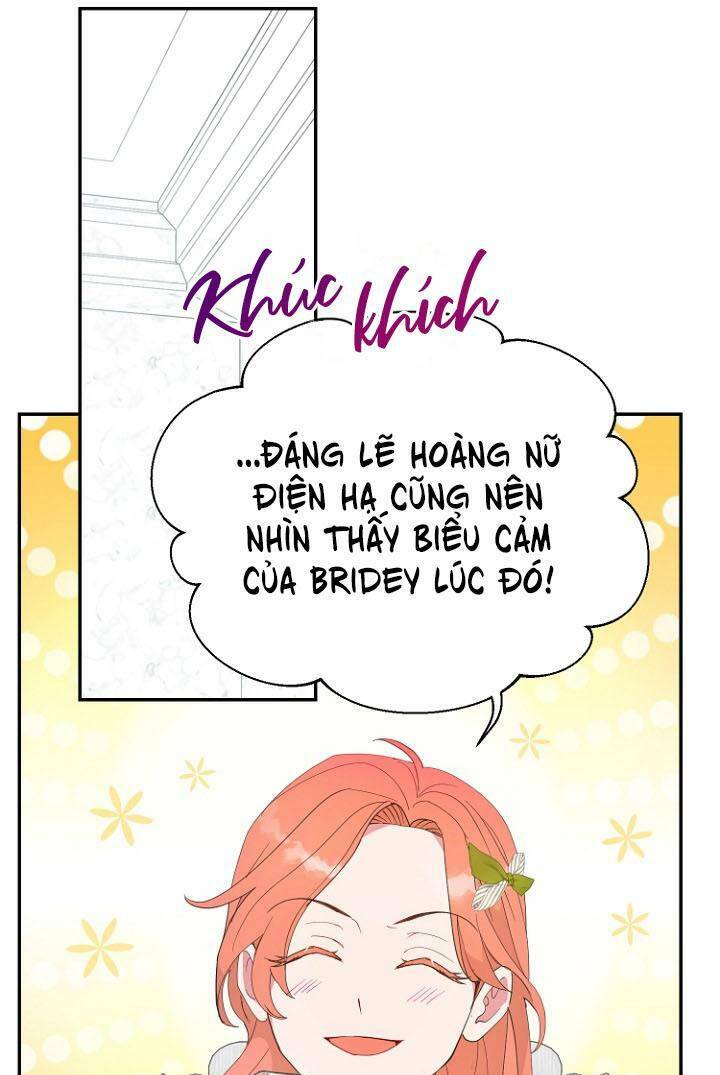 Khúc khích
...ĐÁNG LẼ HOÀNG NỮ
ĐIỆN HẠ CŨNG NÊN
NHÌN THẤY BIỂU CẢM
CỦA BRIDEY LÚC ĐÓ!